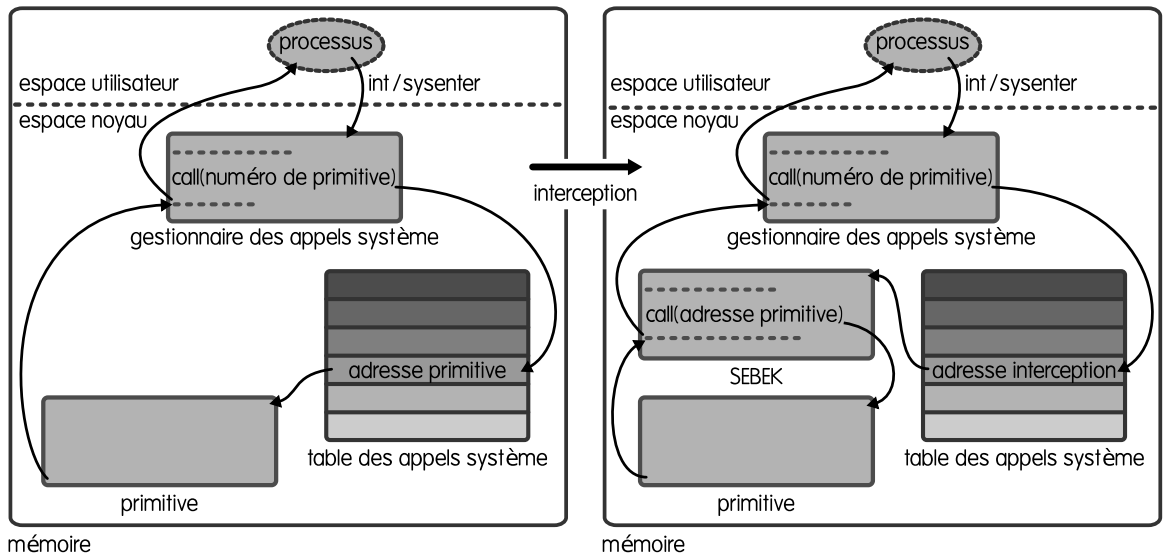 processus
espace utilisateur
int/sysenter
espace noyau
call(numéro de primitive)
gestionnaire des appels système
adresse primitive
table des appels système
primitive
mémoire
interception
processus
espace utilisateur
int/sysenter
espace noyau
call(numéro de primitive)
gestionnaire des appels système
call(adresse primitive)
SEBEK
adresse interception
table des appels système
primitive
mémoire